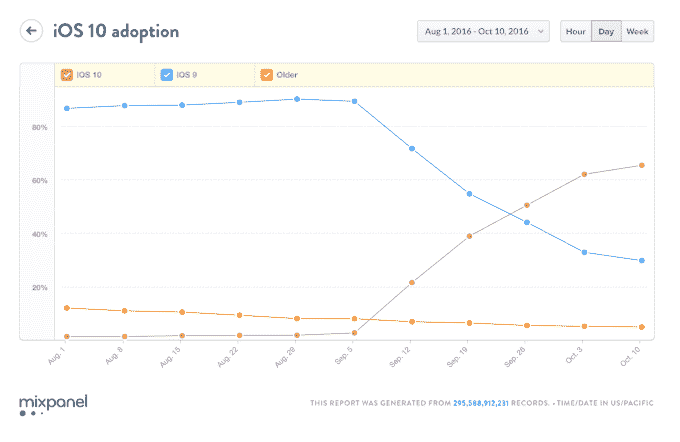 iOS 10 adoption
Aug 1, 2016 - Oct 10, 2016
Hour Day Week
iOS 10 iOS 9 Older
80%
60%
40%
20%
Aug. 1 Aug. 8 Aug. 15 Aug. 22 Aug. 29 Sep. 5 Sep. 12 Sep. 19 Sep. 26 Oct. 3 Oct. 10
mixpanel
THIS REPORT WAS GENERATED FROM 295,588,912,231 RECORDS. • TIME/DATE IN US/PACIFIC